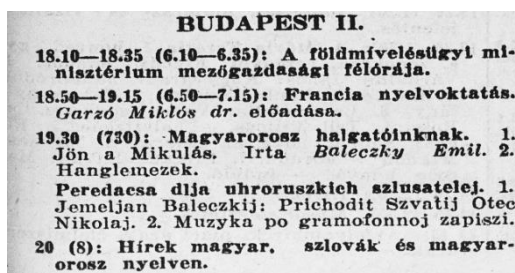 BUDAPEST II.
18.10—18.35 (6.10—6.35): A földmívelésügyi mi-
nisztérium mezőgazdasági félórája.
18.50—19.15 (6.50—7.15): Francia nyelvoktatás.
Garzó Miklós dr. előadása.
19.30 (730): Magyarorosz halgatóinknak. 1.
Jön a Mikulás. Irta Baleczky Emil. 2.
Hanglemezek.
Peredacsa dlja uhroruszkich szlusatelej. 1.
Jemeljan Baleczkij: Prichodit Szvatij Otec
Nikolaj. 2. Muzyka po gramofonnoj zapiszi.
20 (8): Hírek magyar, szlovák és magyar-
orosz nyelven.